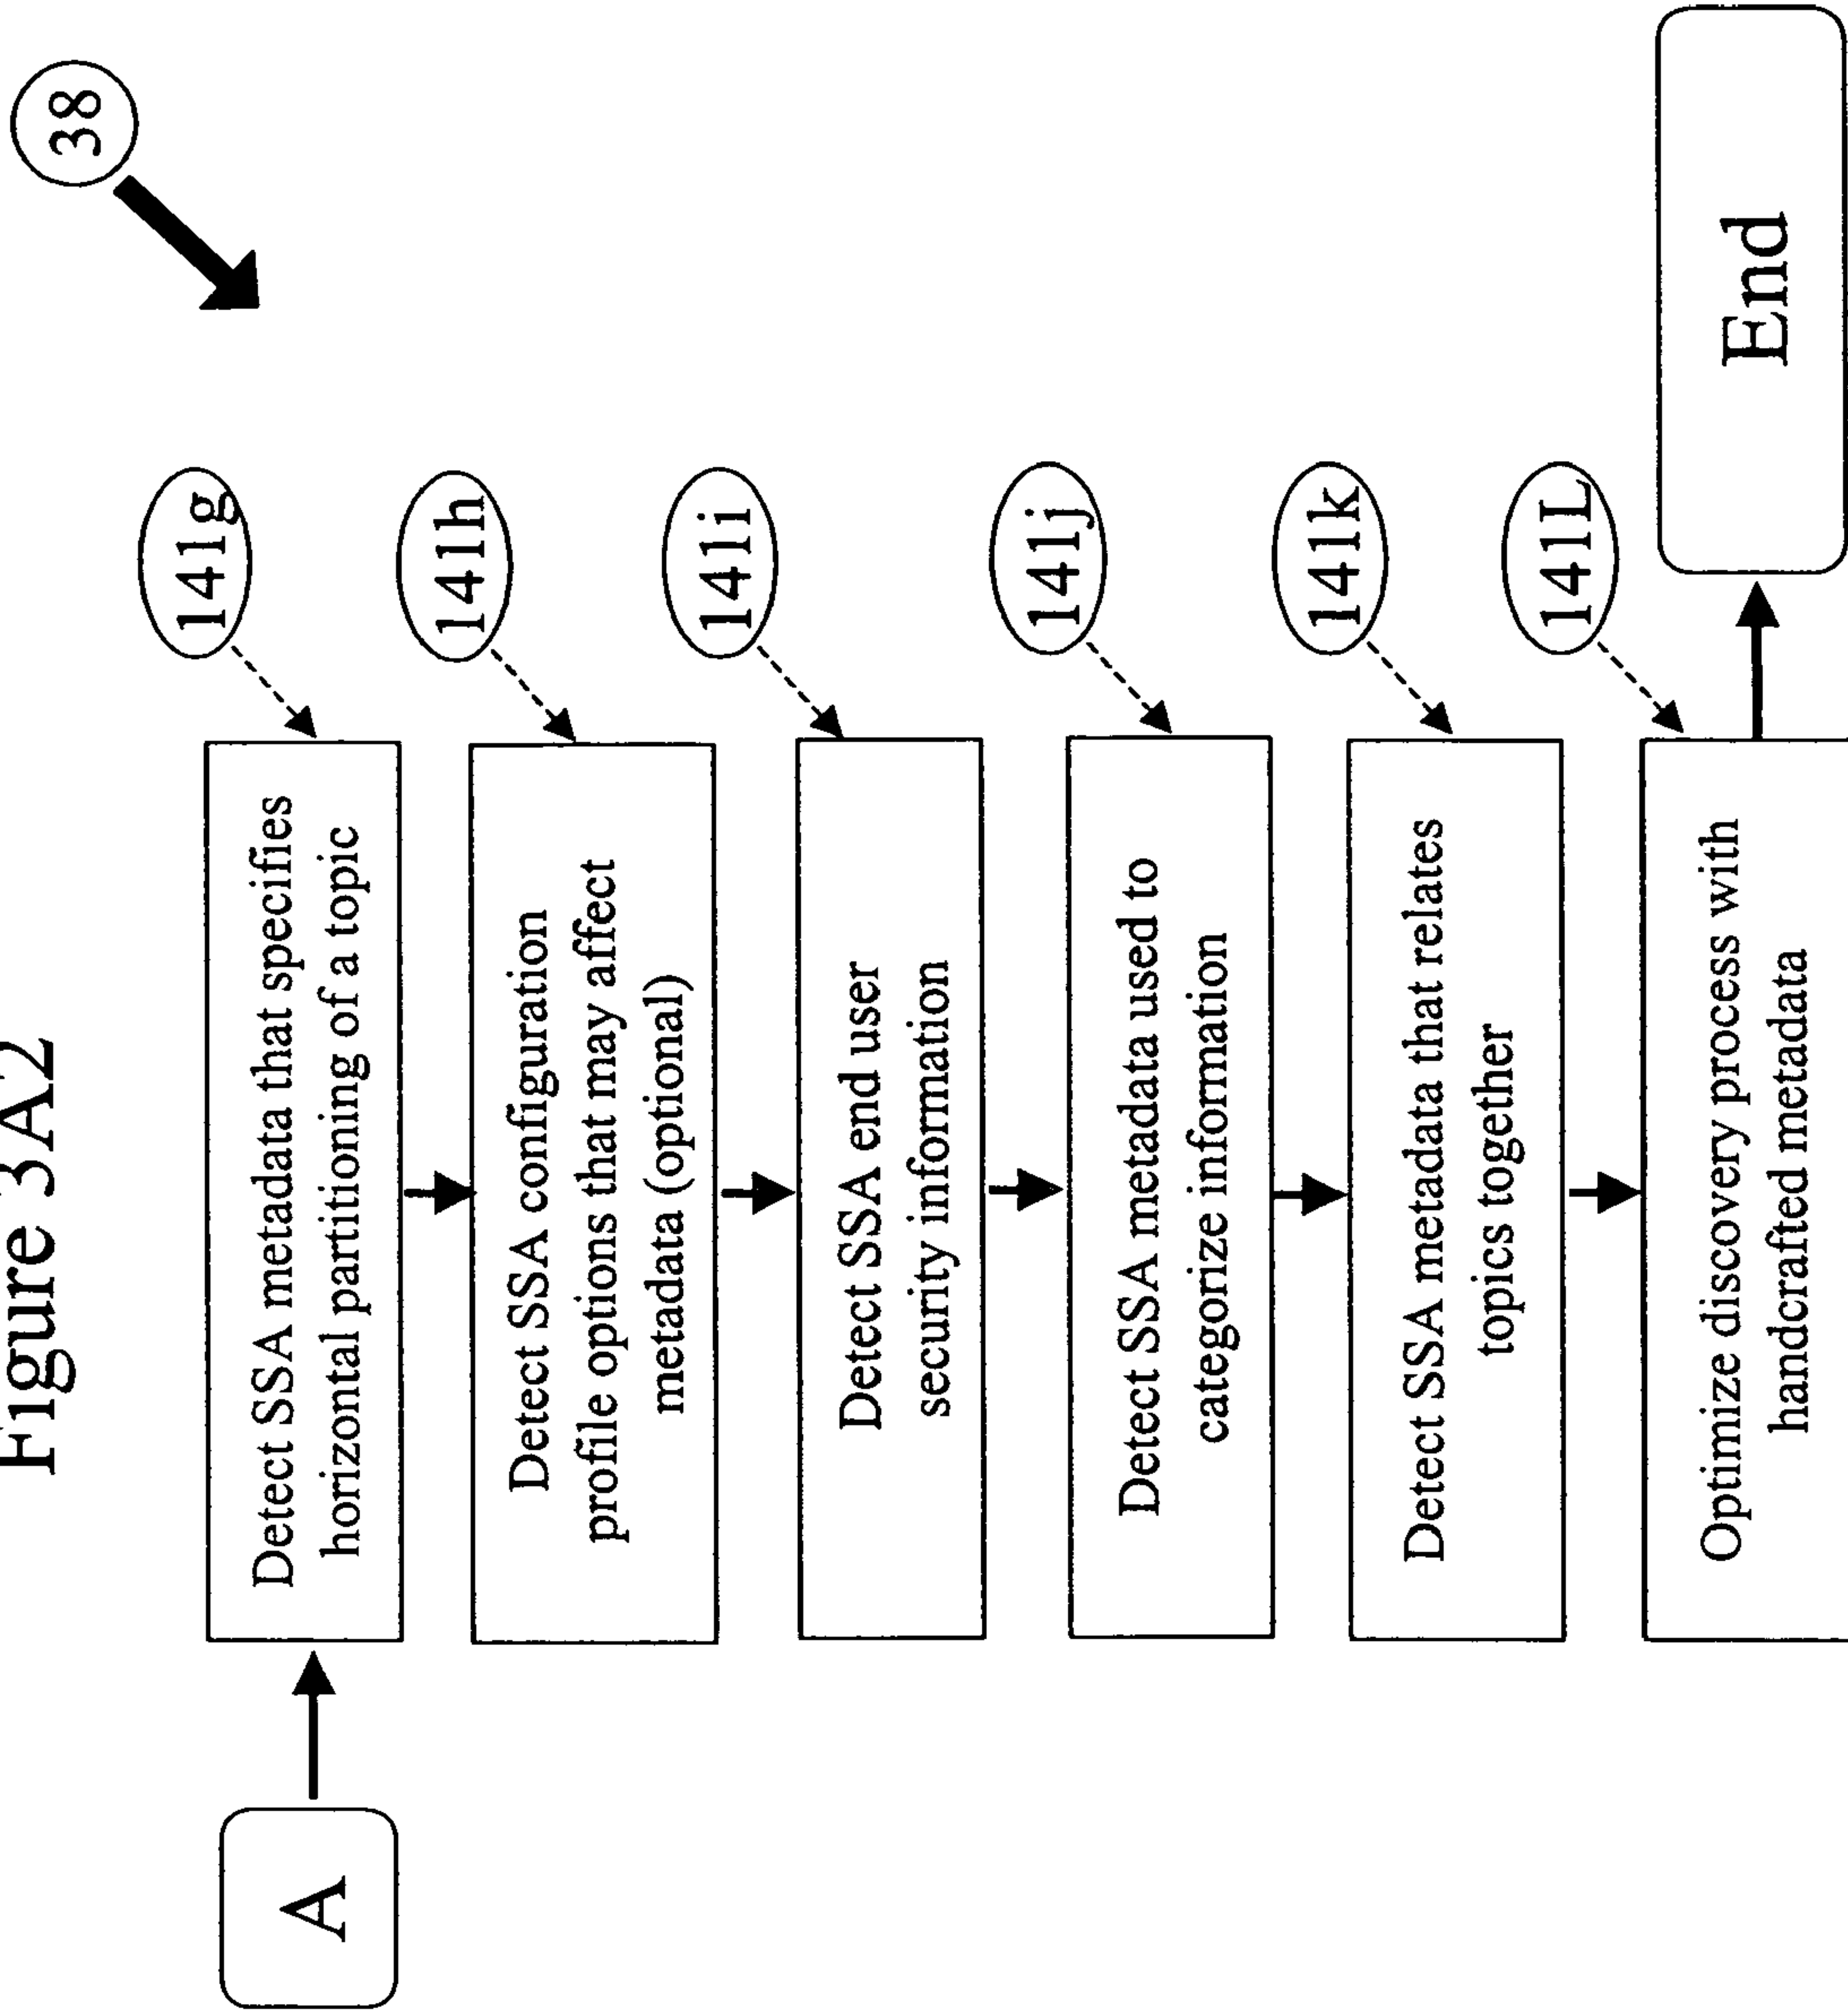 Figure 3A2
38
A
141g
Detect SSA metadata that specifies
horizontal partitioning of a topic
141h
Detect SSA configuration
profile options that may affect
metadata (optional)
141i
Detect SSA end user
security information
141j
Detect SSA metadata used to
categorize information
141k
Detect SSA metadata that relates
topics together
141L
Optimize discovery process with
handcrafted metadata
End